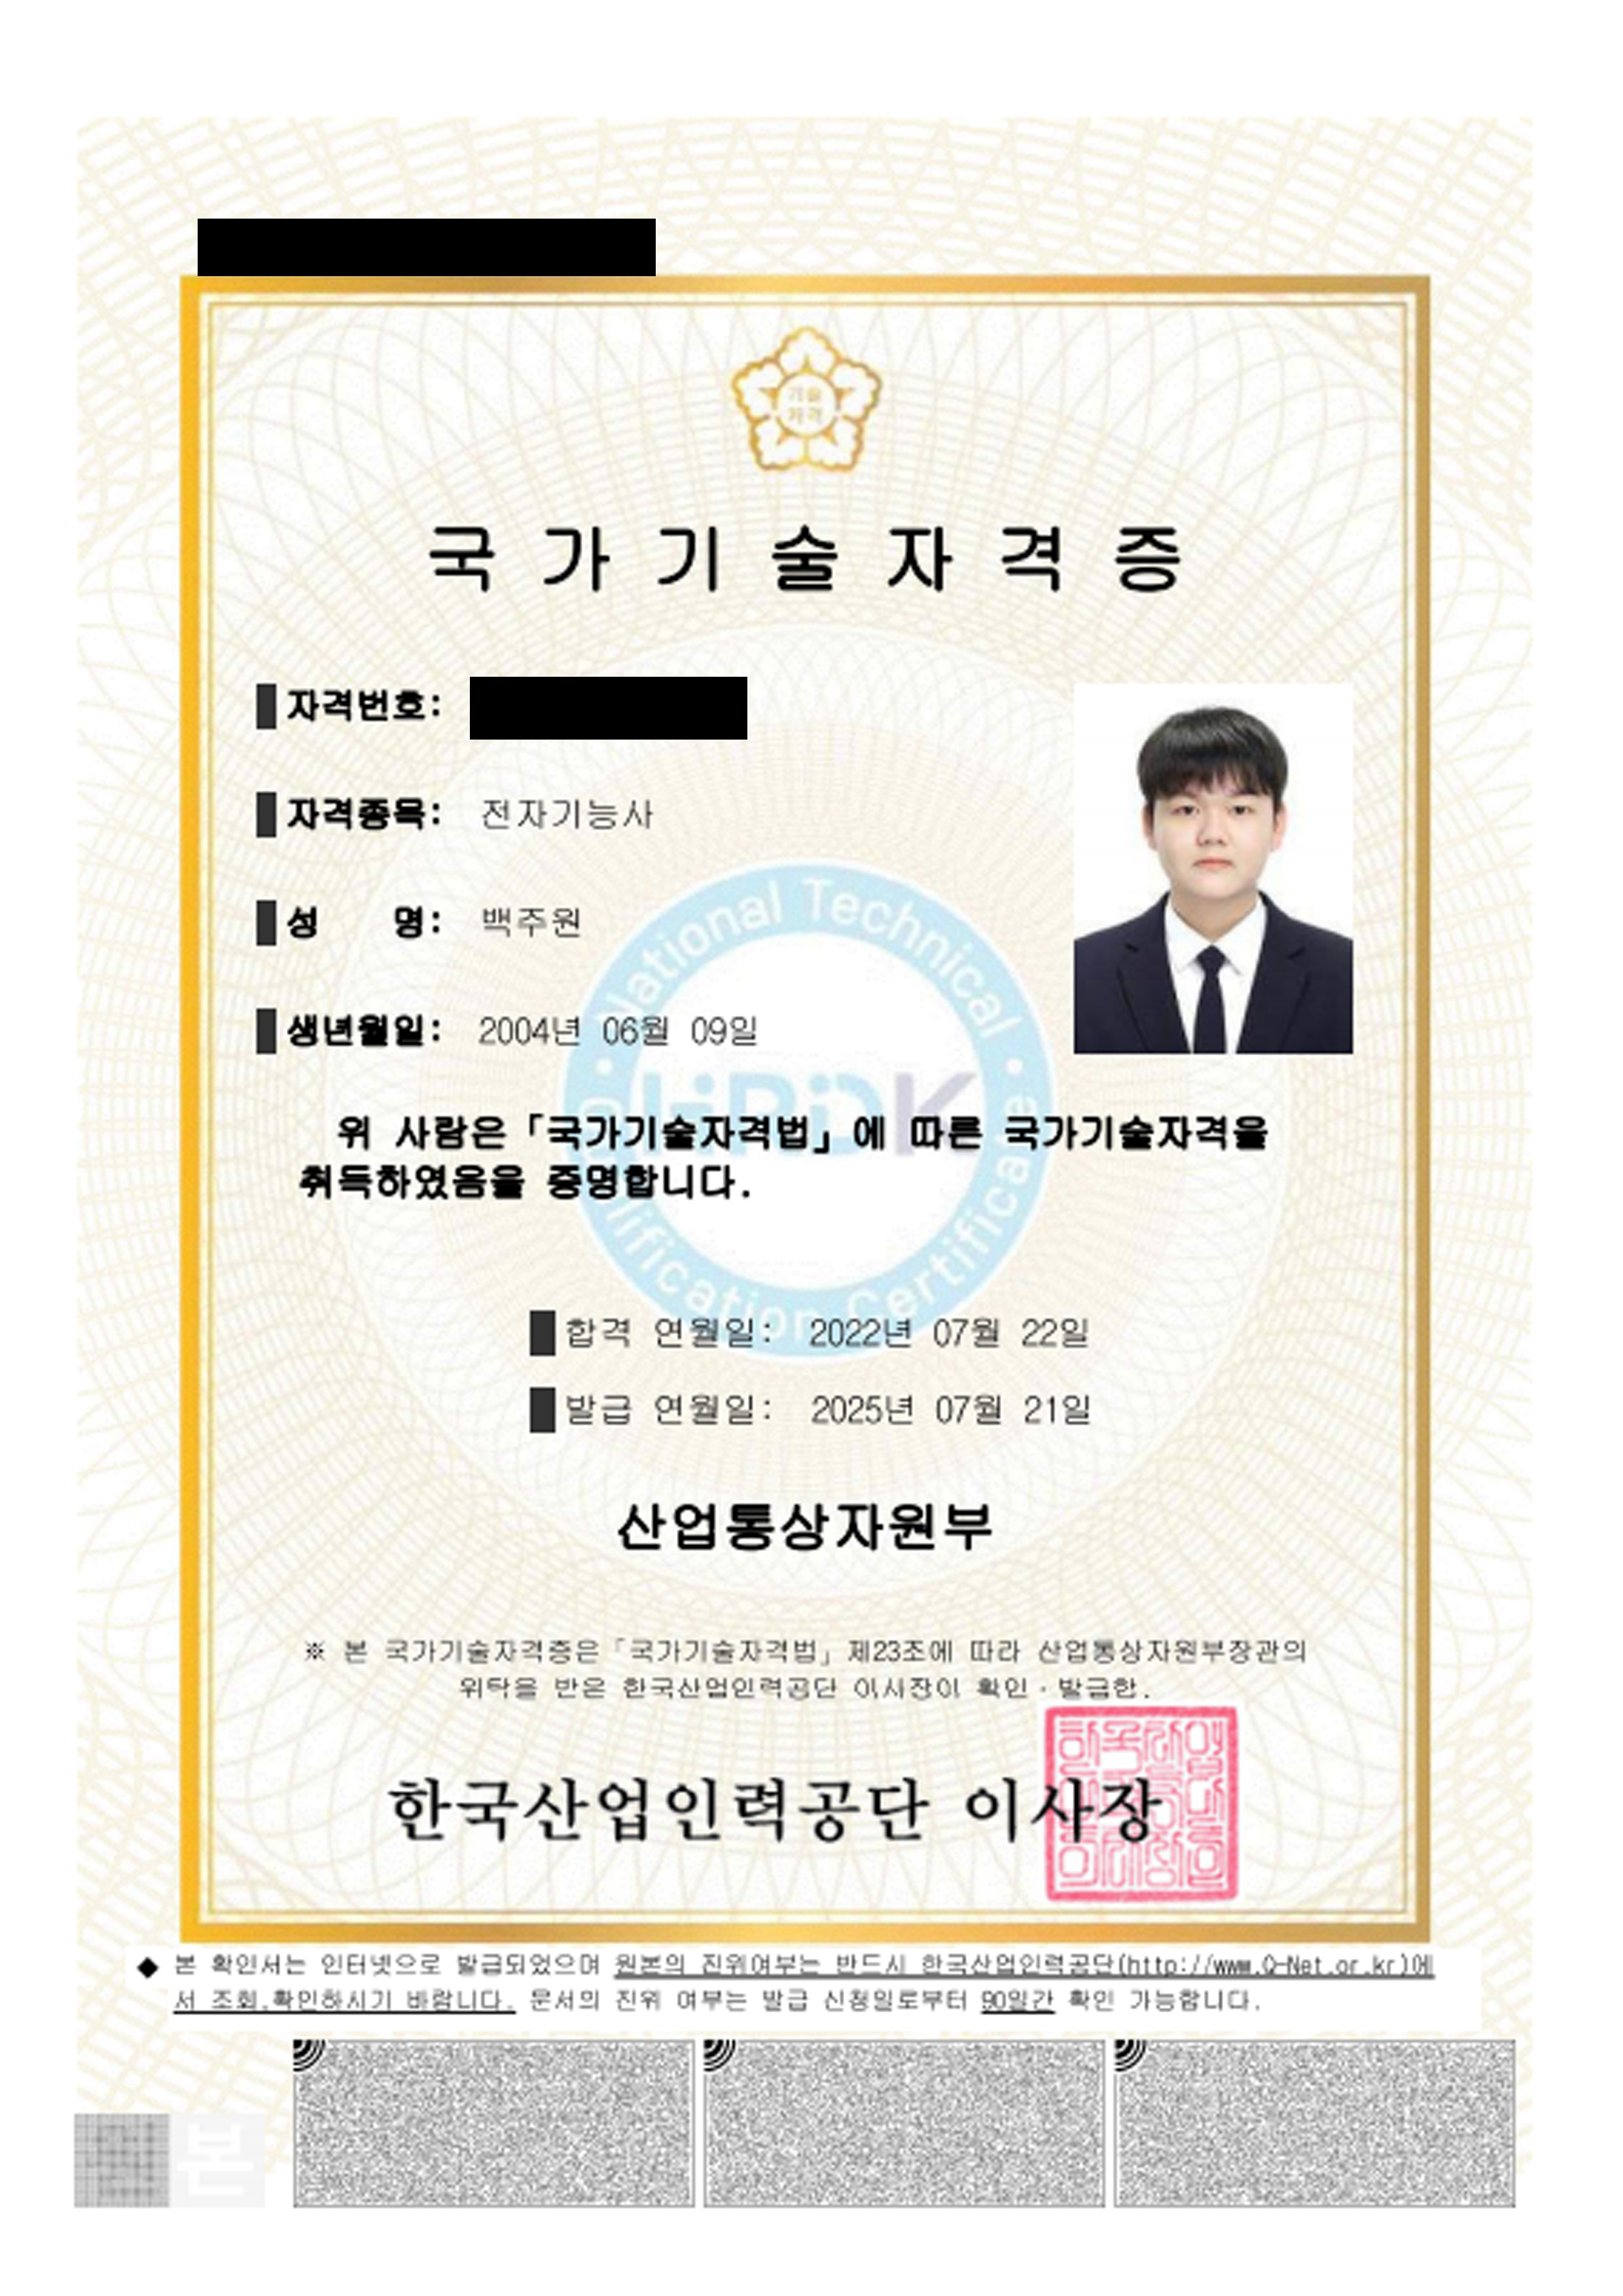 기술
자격
국가기술자격증
자격번호:
자격종목: 전자기능사
성 명: 백주원
생년월일: 2004년 06월 09일
National Technical Qualification Certificate
HRDK
위 사람은「국가기술자격법」에 따른 국가기술자격을
취득하였음을 증명합니다.
합격 연월일: 2022년 07월 22일
발급 연월일: 2025년 07월 21일
산업통상자원부
※ 본 국가기술자격증은「국가기술자격법」제23조에 따라 산업통상자원부장관의
위탁을 받은 한국산업인력공단 이사장이 확인·발급함.
한국산업인력공단 이사장
◆ 본 확인서는 인터넷으로 발급되었으며 원본의 진위여부는 반드시 한국산업인력공단(http://www.Q-Net.or.kr)에
서 조회,확인하시기 바랍니다. 문서의 진위 여부는 발급 신청일로부터 90일간 확인 가능합니다.
본